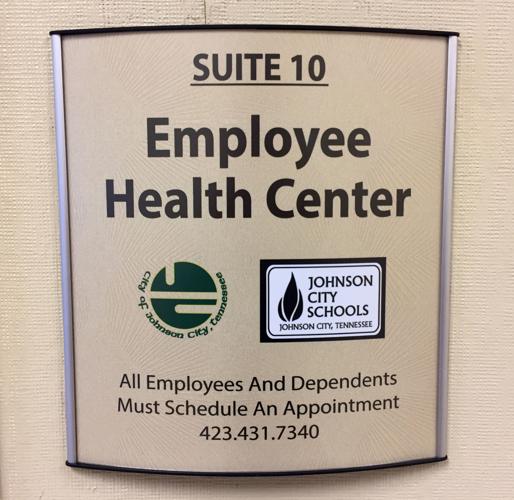 SUITE 10
Employee
Health Center
City of Johnson City, Tennessee
JOHNSON
CITY
SCHOOLS
JOHNSON CITY, TENNESSEE
All Employees And Dependents
Must Schedule An Appointment
423.431.7340